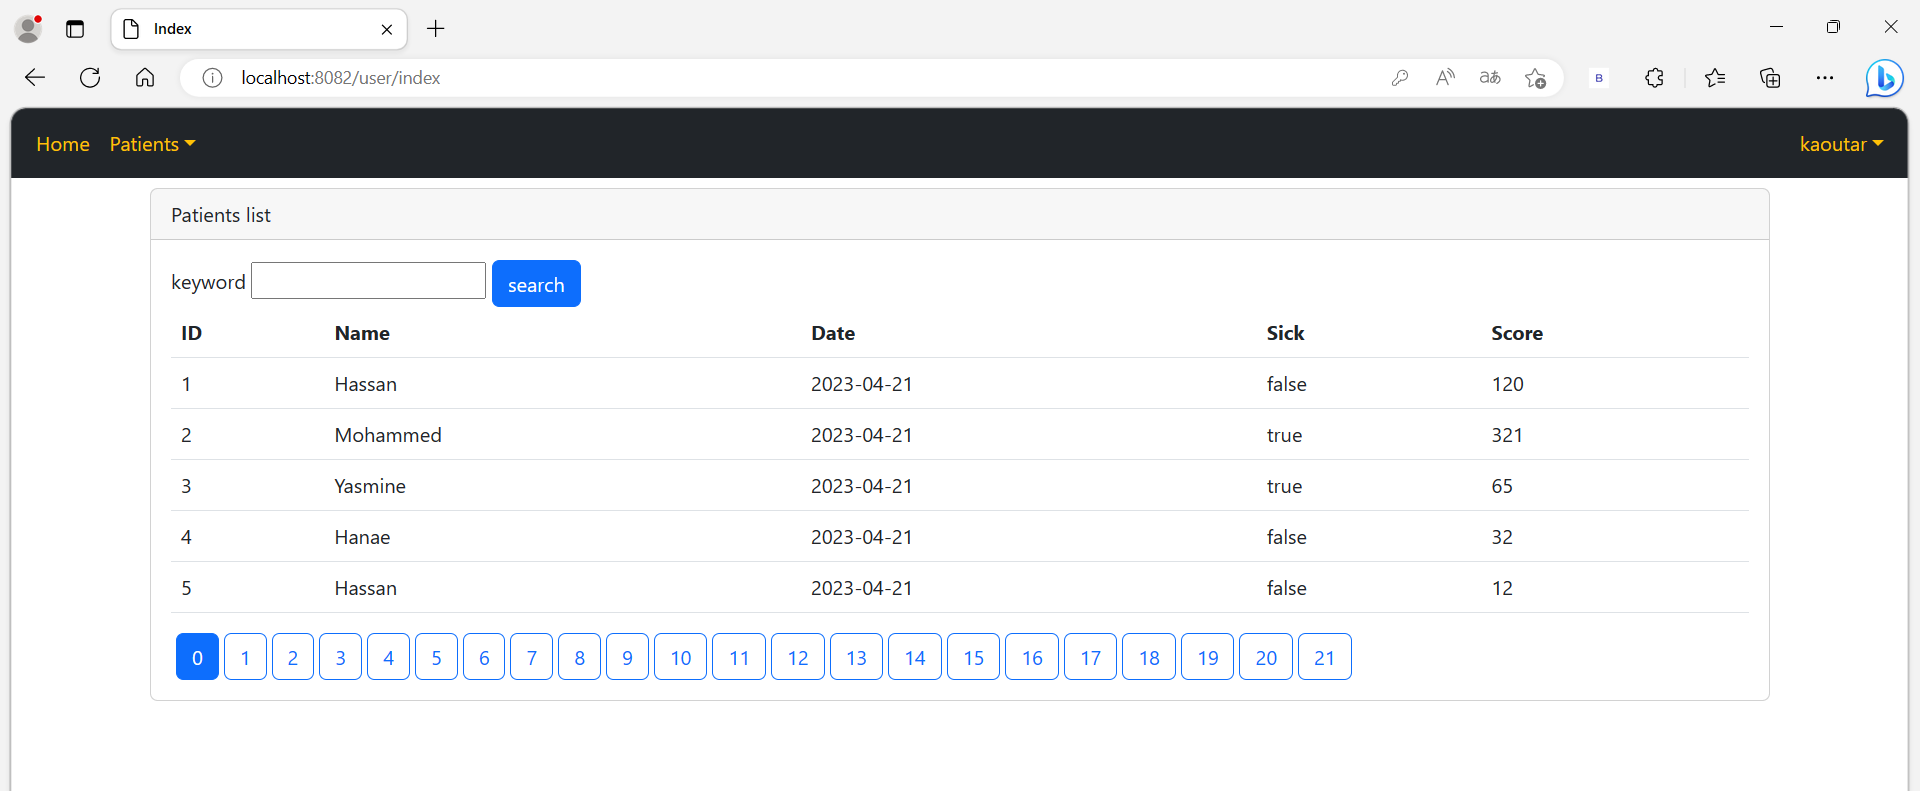 Index
localhost:8082/user/index
Home Patients kaoutar
Patients list
keyword search
ID Name Date Sick Score
1 Hassan 2023-04-21 false 120
2 Mohammed 2023-04-21 true 321
3 Yasmine 2023-04-21 true 65
4 Hanae 2023-04-21 false 32
5 Hassan 2023-04-21 false 12
0 1 2 3 4 5 6 7 8 9 10 11 12 13 14 15 16 17 18 19 20 21